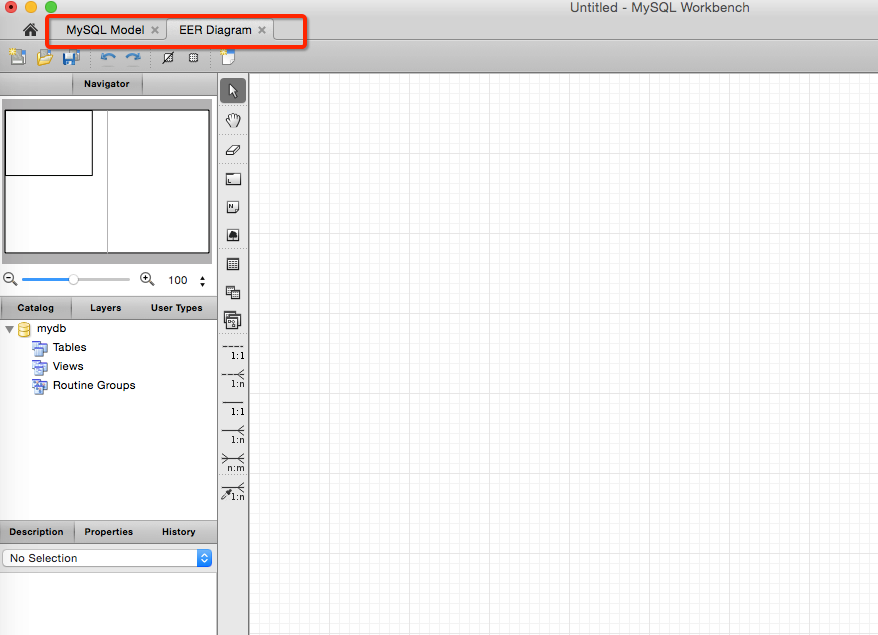 Untitled - MySQL Workbench
MySQL Model
EER Diagram
Navigator
100
Catalog Layers User Types
mydb
Tables
Views
Routine Groups
1:1
1:n
1:1
1:n
n:m
1:n
Description Properties History
No Selection